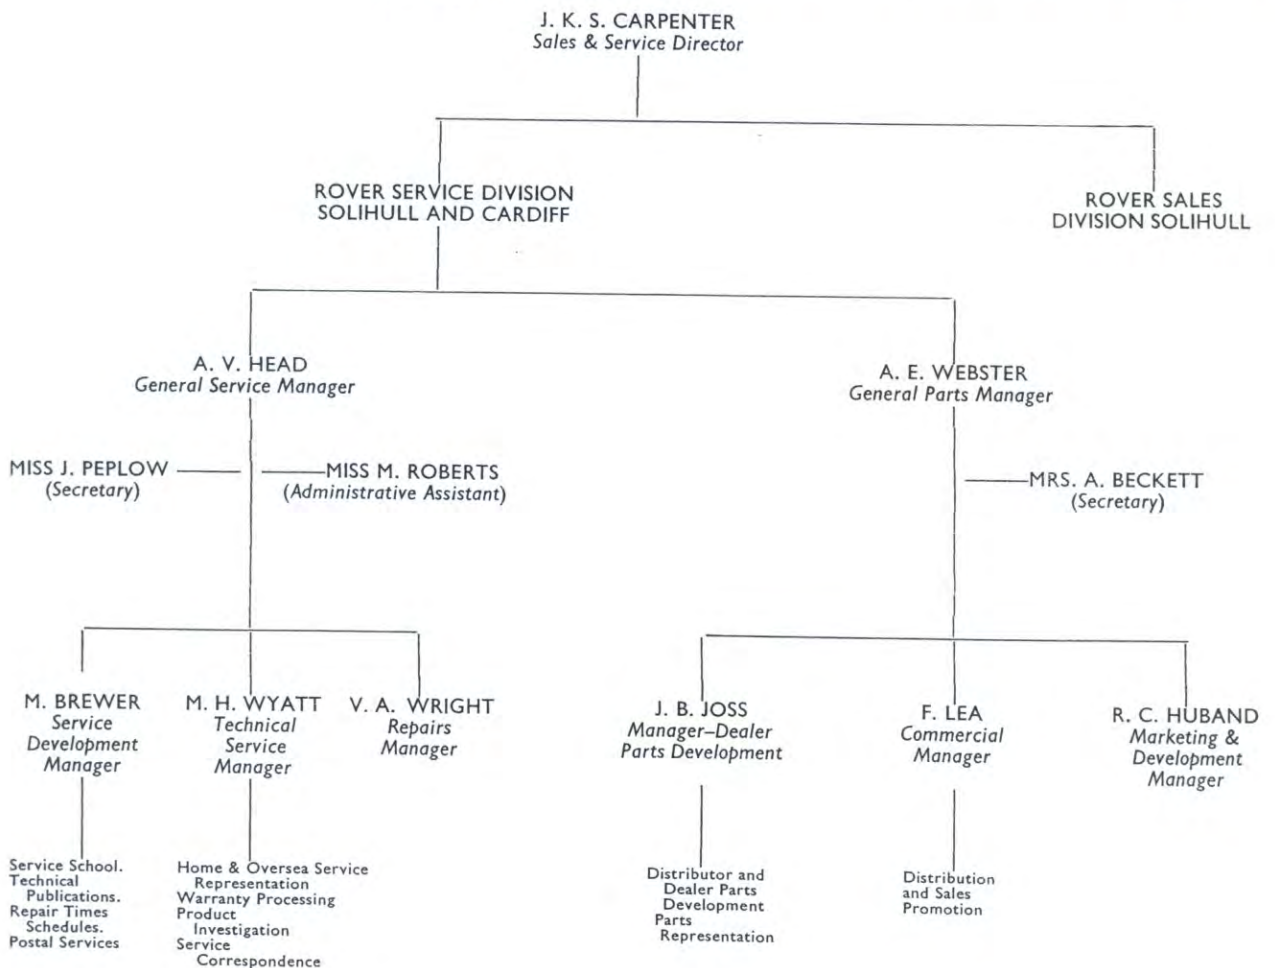 J. K. S. CARPENTER
Sales & Service Director
ROVER SERVICE DIVISION
SOLIHULL AND CARDIFF
ROVER SALES
DIVISION SOLIHULL
A. V. HEAD
General Service Manager
A. E. WEBSTER
General Parts Manager
MISS J. PEPLOW
(Secretary)
MISS M. ROBERTS
(Administrative Assistant)
MRS. A. BECKETT
(Secretary)
M. BREWER
Service
Development
Manager
M. H. WYATT
Technical
Service
Manager
V. A. WRIGHT
Repairs
Manager
J. B. JOSS
Manager–Dealer
Parts Development
F. LEA
Commercial
Manager
R. C. HUBAND
Marketing &
Development
Manager
Service School.
Technical
Publications.
Repair Times
Schedules.
Postal Services
Home & Oversea Service
Representation
Warranty Processing
Product
Investigation
Service
Correspondence
Distributor and
Dealer Parts
Development
Parts
Representation
Distribution
and Sales
Promotion